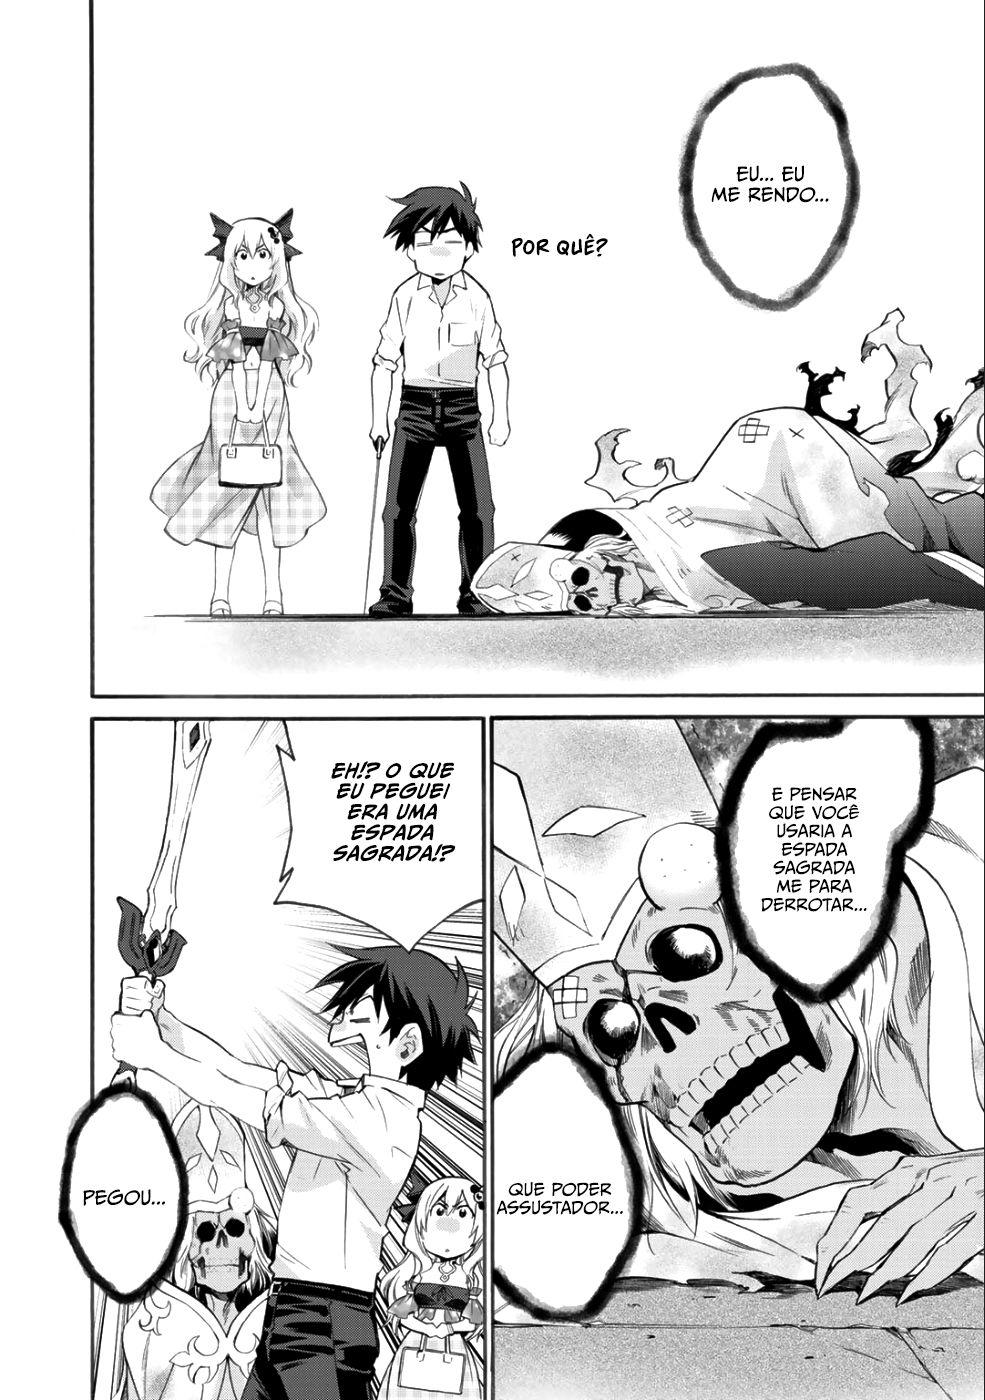 EU... EU
ME RENDO...
POR QUÊ?
E PENSAR
QUE VOCÊ
USARIA A
ESPADA
SAGRADA
ME PARA
DERROTAR...
QUE PODER
ASSUSTADOR...
EH!? O QUE
EU PEGUEI
ERA UMA
ESPADA
SAGRADA!?
PEGOU...